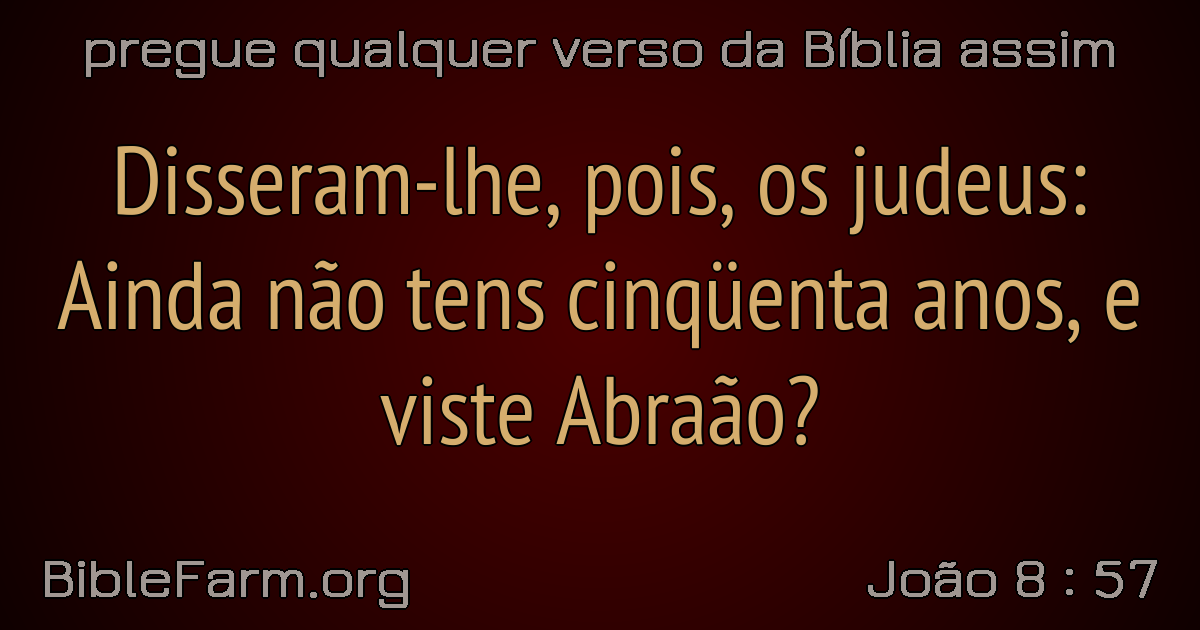 pregue qualquer verso da Bíblia assim
Disseram-lhe, pois, os judeus:
Ainda não tens cinqüenta anos, e
viste Abraão?
BibleFarm.org
João 8 : 57